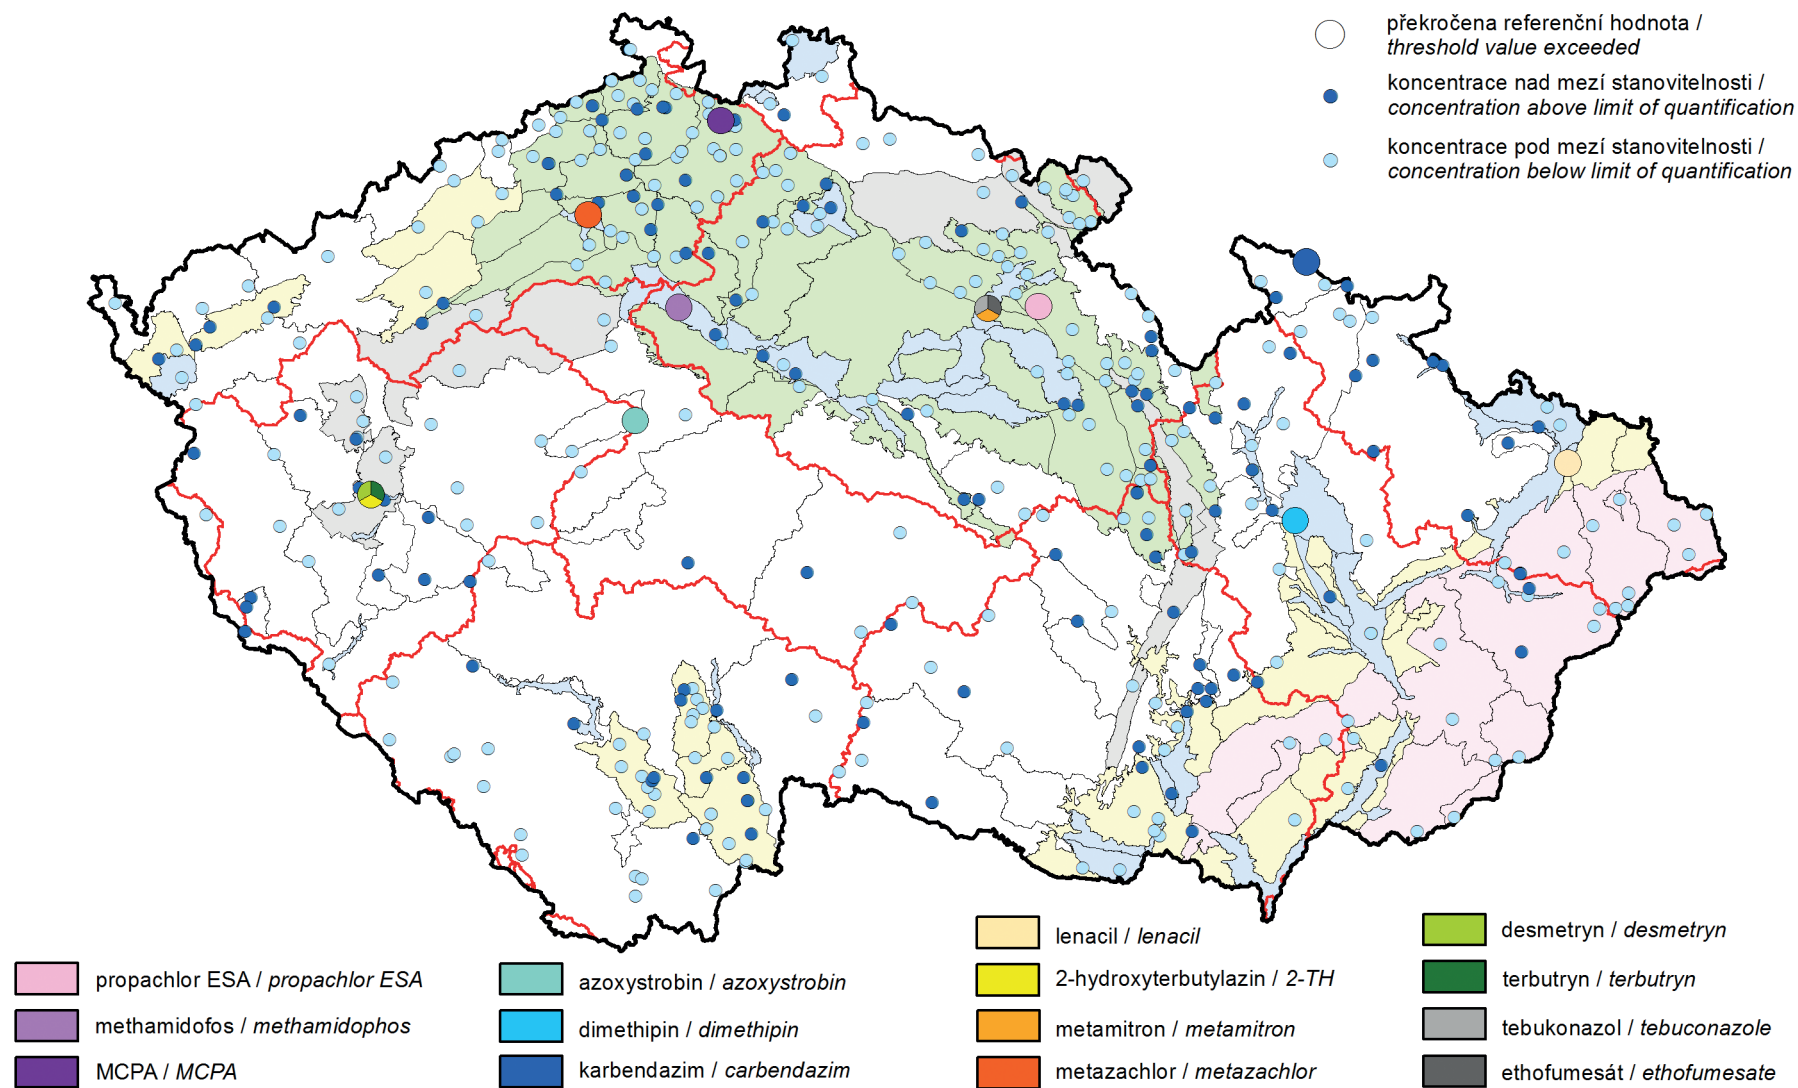 překročena referenční hodnota /
threshold value exceeded
koncentrace nad mezí stanovitelnosti /
concentration above limit of quantification
koncentrace pod mezí stanovitelnosti /
concentration below limit of quantification
propachlor ESA / propachlor ESA
methamidofos / methamidophos
MCPA / MCPA
azoxystrobin / azoxystrobin
dimethipin / dimethipin
karbendazim / carbendazim
lenacil / lenacil
2-hydroxyterbutylazin / 2-TH
metamitron / metamitron
metazachlor / metazachlor
desmetryn / desmetryn
terbutryn / terbutryn
tebukonazol / tebuconazole
ethofumesát / ethofumesate